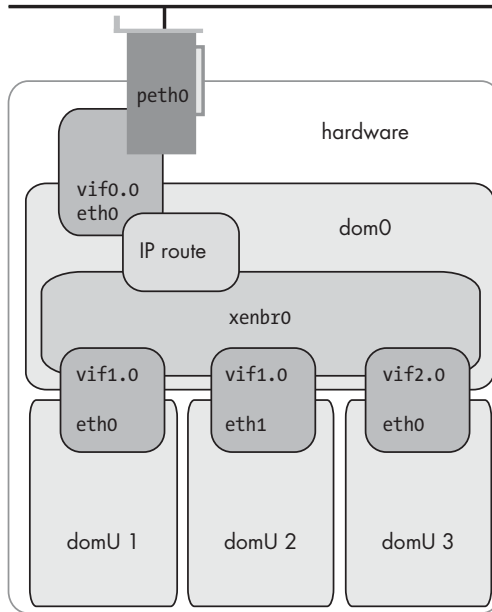 peth0
hardware
vif0.0
eth0
dom0
IP route
xenbr0
vif1.0
eth0
vif1.0
eth1
vif2.0
eth0
domU 1
domU 2
domU 3